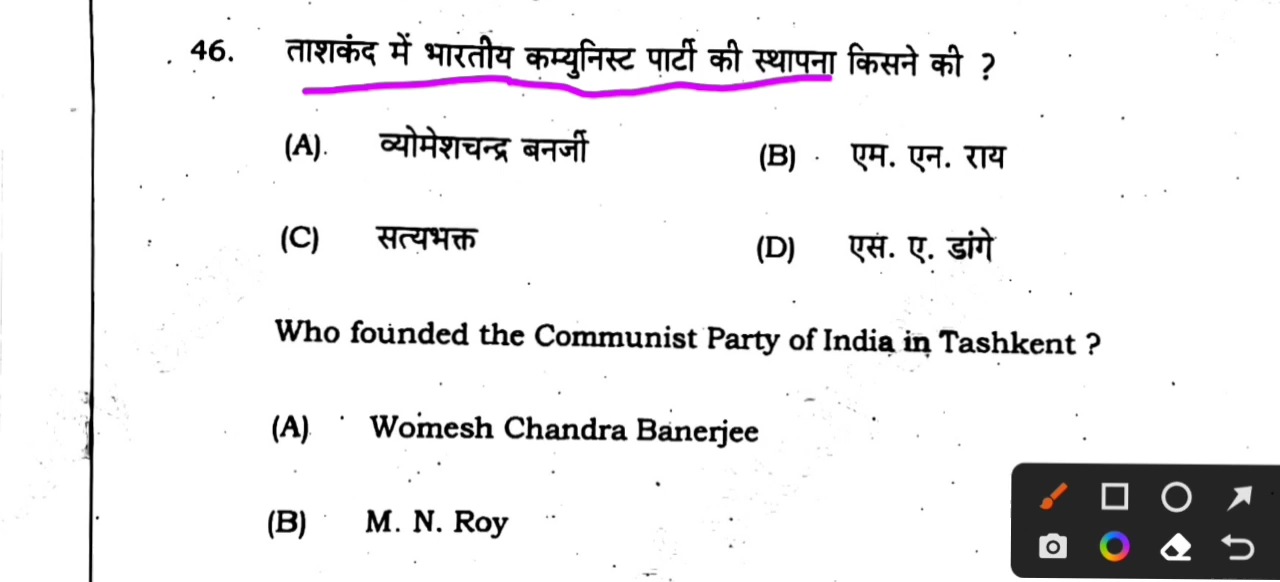 46. ताशकंद में भारतीय कम्युनिस्ट पार्टी की स्थापना किसने की ?
(A). व्योमेशचन्द्र बनर्जी (B) एम. एन. राय
(C) सत्यभक्त (D) एस. ए. डांगे
Who founded the Communist Party of India in Tashkent ?
(A) Womesh Chandra Banerjee
(B) M. N. Roy